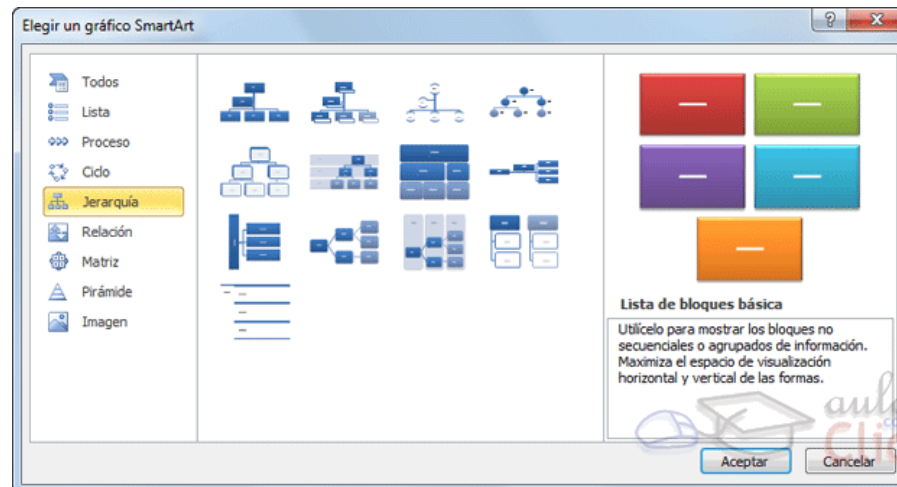 Elegir un gráfico SmartArt
Todos
Lista
Proceso
Ciclo
Jerarquía
Relación
Matriz
Pirámide
Imagen
Lista de bloques básica
Utilícelo para mostrar los bloques no
secuenciales o agrupados de información.
Maximiza el espacio de visualización
horizontal y vertical de las formas.
Aceptar
Cancelar